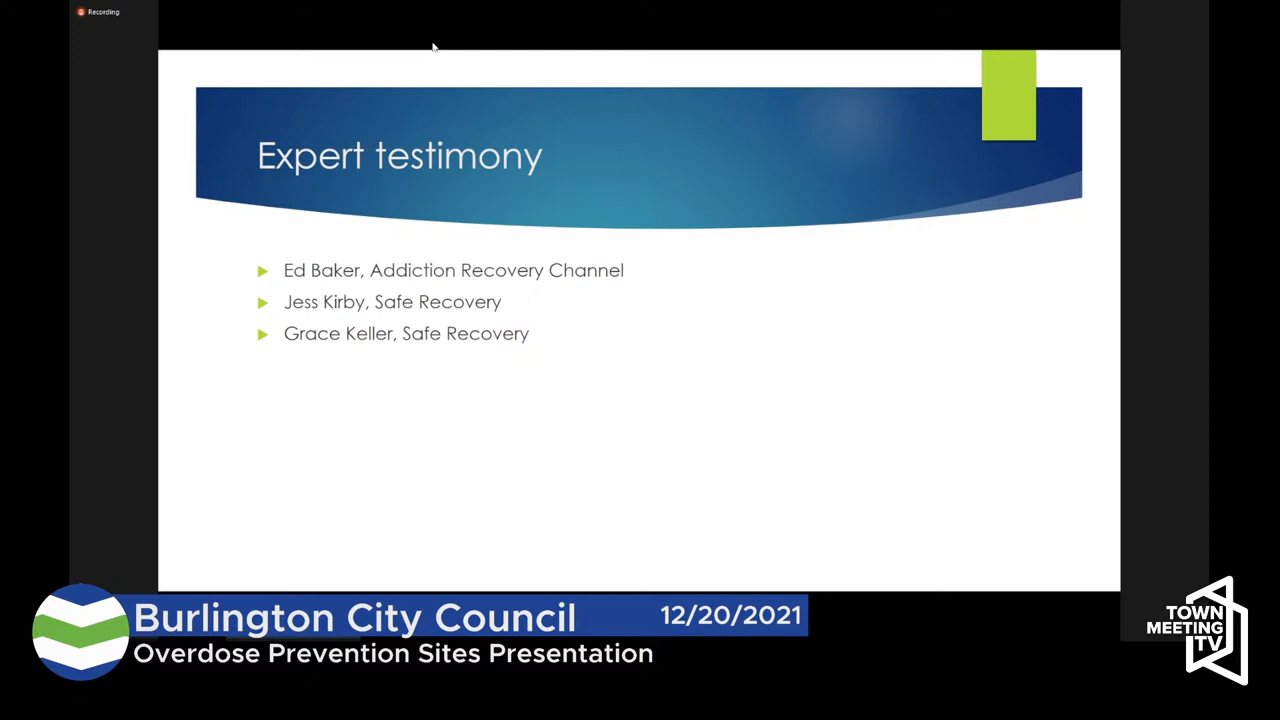 Recording
Expert testimony
Ed Baker, Addiction Recovery Channel
Jess Kirby, Safe Recovery
Grace Keller, Safe Recovery
Burlington City Council
12/20/2021
Overdose Prevention Sites Presentation
TOWN
MEETING
TV